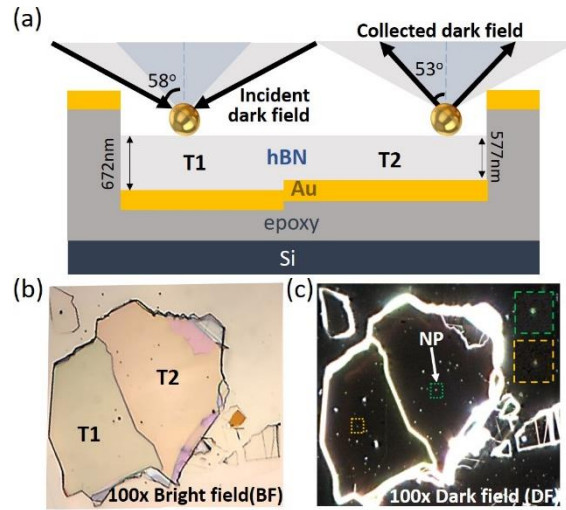 (a)
Collected dark field
58°
53°
Incident dark field
672nm
T1
hBN
T2
577nm
Au
epoxy
Si
(b)
(c)
T1
T2
NP
100x Bright field(BF)
100x Dark field (DF)